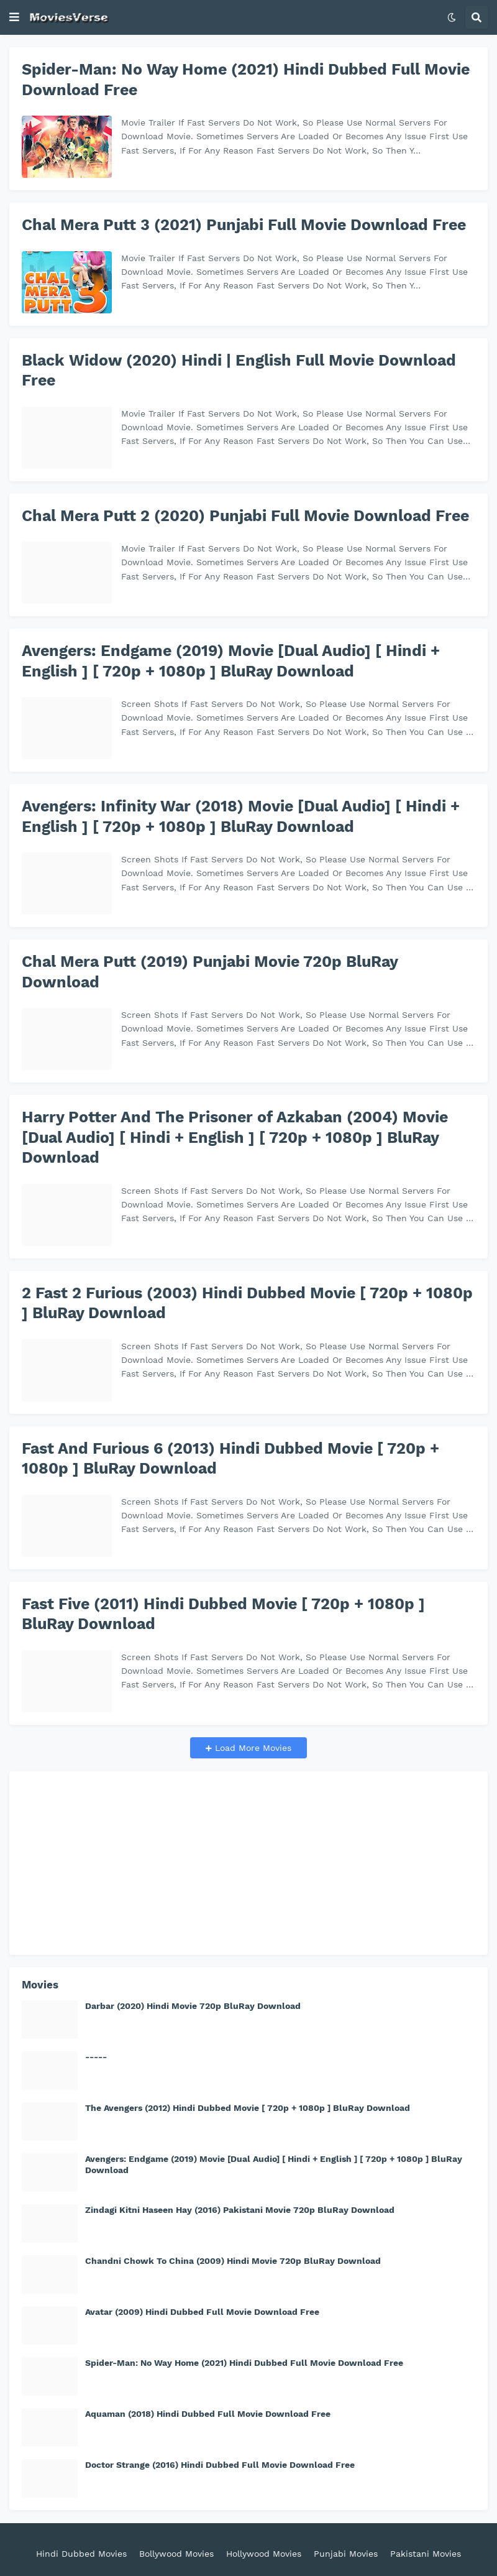 MoviesVerse
Spider-Man: No Way Home (2021) Hindi Dubbed Full Movie
Download Free
Movie Trailer If Fast Servers Do Not Work, So Please Use Normal Servers For
Download Movie. Sometimes Servers Are Loaded Or Becomes Any Issue First Use
Fast Servers, If For Any Reason Fast Servers Do Not Work, So Then Y...
Chal Mera Putt 3 (2021) Punjabi Full Movie Download Free
CHAL
MERA
PUTT 3
Movie Trailer If Fast Servers Do Not Work, So Please Use Normal Servers For
Download Movie. Sometimes Servers Are Loaded Or Becomes Any Issue First Use
Fast Servers, If For Any Reason Fast Servers Do Not Work, So Then Y...
Black Widow (2020) Hindi | English Full Movie Download
Free
Movie Trailer If Fast Servers Do Not Work, So Please Use Normal Servers For
Download Movie. Sometimes Servers Are Loaded Or Becomes Any Issue First Use
Fast Servers, If For Any Reason Fast Servers Do Not Work, So Then You Can Use...
Chal Mera Putt 2 (2020) Punjabi Full Movie Download Free
Movie Trailer If Fast Servers Do Not Work, So Please Use Normal Servers For
Download Movie. Sometimes Servers Are Loaded Or Becomes Any Issue First Use
Fast Servers, If For Any Reason Fast Servers Do Not Work, So Then You Can Use...
Avengers: Endgame (2019) Movie [Dual Audio] [ Hindi +
English ] [ 720p + 1080p ] BluRay Download
Screen Shots If Fast Servers Do Not Work, So Please Use Normal Servers For
Download Movie. Sometimes Servers Are Loaded Or Becomes Any Issue First Use
Fast Servers, If For Any Reason Fast Servers Do Not Work, So Then You Can Use ...
Avengers: Infinity War (2018) Movie [Dual Audio] [ Hindi +
English ] [ 720p + 1080p ] BluRay Download
Screen Shots If Fast Servers Do Not Work, So Please Use Normal Servers For
Download Movie. Sometimes Servers Are Loaded Or Becomes Any Issue First Use
Fast Servers, If For Any Reason Fast Servers Do Not Work, So Then You Can Use ...
Chal Mera Putt (2019) Punjabi Movie 720p BluRay
Download
Screen Shots If Fast Servers Do Not Work, So Please Use Normal Servers For
Download Movie. Sometimes Servers Are Loaded Or Becomes Any Issue First Use
Fast Servers, If For Any Reason Fast Servers Do Not Work, So Then You Can Use ...
Harry Potter And The Prisoner of Azkaban (2004) Movie
[Dual Audio] [ Hindi + English ] [ 720p + 1080p ] BluRay
Download
Screen Shots If Fast Servers Do Not Work, So Please Use Normal Servers For
Download Movie. Sometimes Servers Are Loaded Or Becomes Any Issue First Use
Fast Servers, If For Any Reason Fast Servers Do Not Work, So Then You Can Use ...
2 Fast 2 Furious (2003) Hindi Dubbed Movie [ 720p + 1080p
] BluRay Download
Screen Shots If Fast Servers Do Not Work, So Please Use Normal Servers For
Download Movie. Sometimes Servers Are Loaded Or Becomes Any Issue First Use
Fast Servers, If For Any Reason Fast Servers Do Not Work, So Then You Can Use ...
Fast And Furious 6 (2013) Hindi Dubbed Movie [ 720p +
1080p ] BluRay Download
Screen Shots If Fast Servers Do Not Work, So Please Use Normal Servers For
Download Movie. Sometimes Servers Are Loaded Or Becomes Any Issue First Use
Fast Servers, If For Any Reason Fast Servers Do Not Work, So Then You Can Use ...
Fast Five (2011) Hindi Dubbed Movie [ 720p + 1080p ]
BluRay Download
Screen Shots If Fast Servers Do Not Work, So Please Use Normal Servers For
Download Movie. Sometimes Servers Are Loaded Or Becomes Any Issue First Use
Fast Servers, If For Any Reason Fast Servers Do Not Work, So Then You Can Use ...
+ Load More Movies
Movies
Darbar (2020) Hindi Movie 720p BluRay Download
-----
The Avengers (2012) Hindi Dubbed Movie [ 720p + 1080p ] BluRay Download
Avengers: Endgame (2019) Movie [Dual Audio] [ Hindi + English ] [ 720p + 1080p ] BluRay
Download
Zindagi Kitni Haseen Hay (2016) Pakistani Movie 720p BluRay Download
Chandni Chowk To China (2009) Hindi Movie 720p BluRay Download
Avatar (2009) Hindi Dubbed Full Movie Download Free
Spider-Man: No Way Home (2021) Hindi Dubbed Full Movie Download Free
Aquaman (2018) Hindi Dubbed Full Movie Download Free
Doctor Strange (2016) Hindi Dubbed Full Movie Download Free
Hindi Dubbed Movies Bollywood Movies Hollywood Movies Punjabi Movies Pakistani Movies